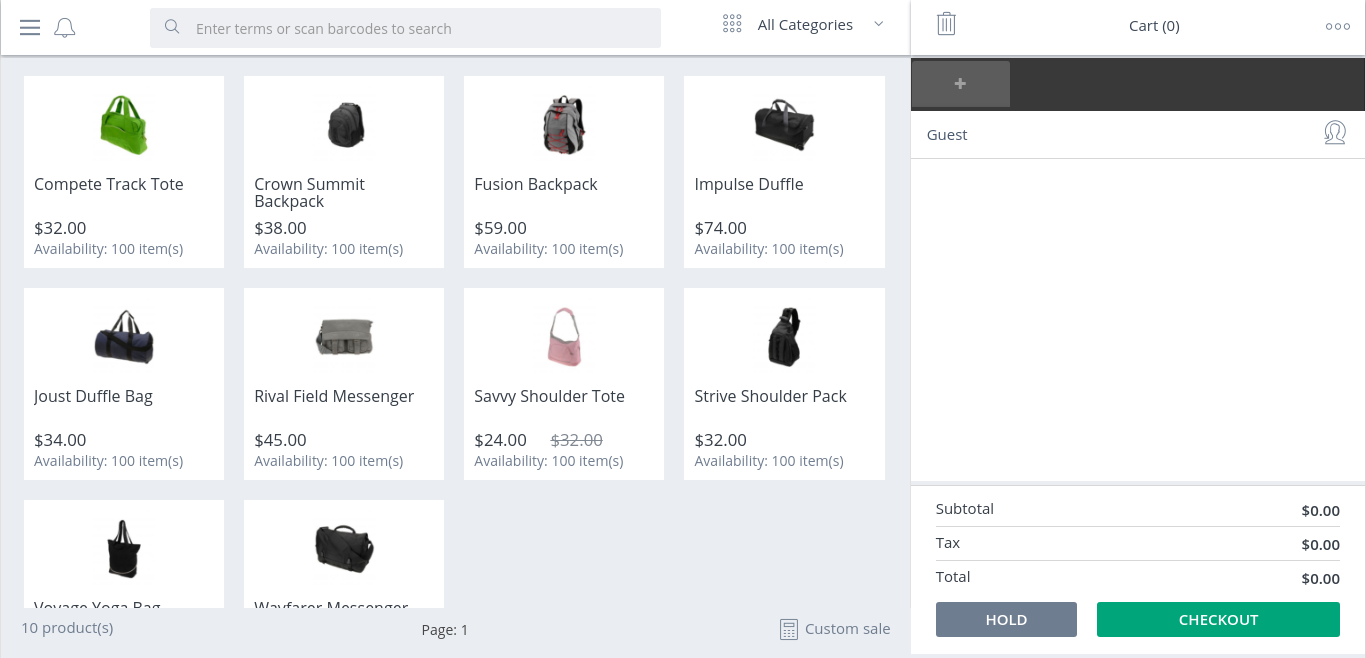 Enter terms or scan barcodes to search
All Categories
Cart (0)
+
Guest
Compete Track Tote
$32.00
Availability: 100 item(s)
Crown Summit
Backpack
$38.00
Availability: 100 item(s)
Fusion Backpack
$59.00
Availability: 100 item(s)
Impulse Duffle
$74.00
Availability: 100 item(s)
Joust Duffle Bag
$34.00
Availability: 100 item(s)
Rival Field Messenger
$45.00
Availability: 100 item(s)
Savvy Shoulder Tote
$24.00 $32.00
Availability: 100 item(s)
Strive Shoulder Pack
$32.00
Availability: 100 item(s)
Voyage Yoga Bag
Wayfarer Messenger
10 product(s)
Page: 1
Custom sale
Subtotal $0.00
Tax $0.00
Total $0.00
HOLD
CHECKOUT